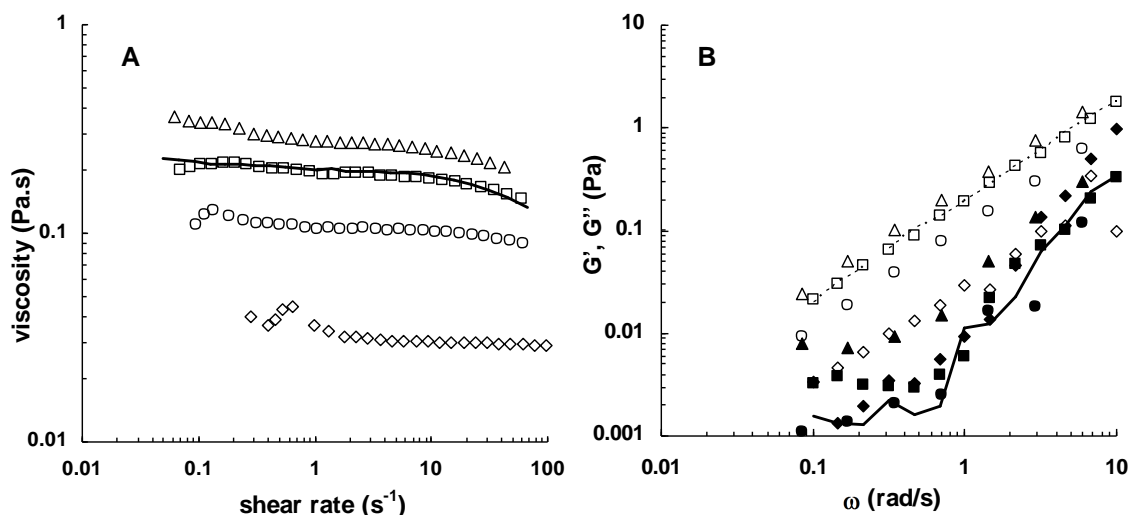 A
1
0.1
0.01
viscosity (Pa.s)
0.01 0.1 1 10 100
shear rate (s⁻¹)
B
10
1
0.1
0.01
0.001
G', G'' (Pa)
0.01 0.1 1 10
ω (rad/s)